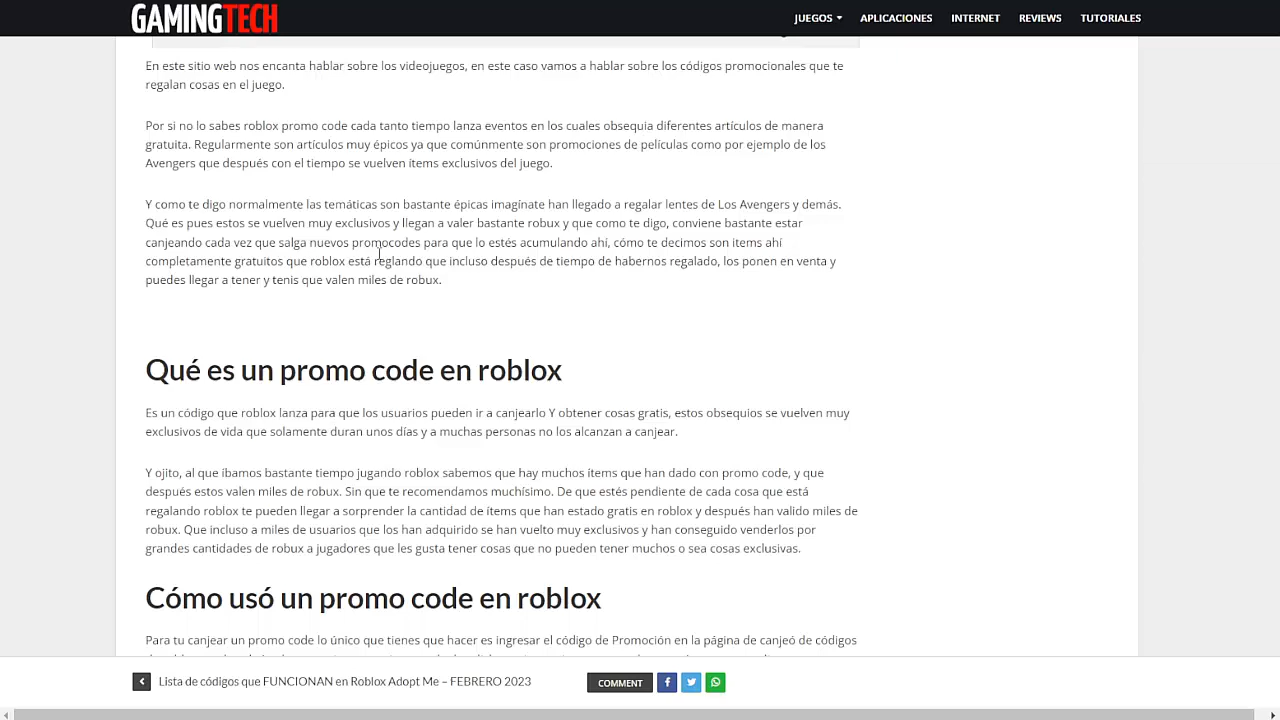 GAMINGTECH
JUEGOS
APLICACIONES
INTERNET
REVIEWS
TUTORIALES
En este sitio web nos encanta hablar sobre los videojuegos, en este caso vamos a hablar sobre los códigos promocionales que te
regalan cosas en el juego.
Por si no lo sabes roblox promo code cada tanto tiempo lanza eventos en los cuales obsequia diferentes artículos de manera
gratuita. Regularmente son artículos muy épicos ya que comúnmente son promociones de películas como por ejemplo de los
Avengers que después con el tiempo se vuelven ítems exclusivos del juego.
Y como te digo normalmente las temáticas son bastante épicas imagínate han llegado a regalar lentes de Los Avengers y demás.
Qué es pues estos se vuelven muy exclusivos y llegan a valer bastante robux y que como te digo, conviene bastante estar
canjeando cada vez que salga nuevos promocodes para que lo estés acumulando ahí, cómo te decimos son items ahí
completamente gratuitos que roblox está reglando que incluso después de tiempo de habernos regalado, los ponen en venta y
puedes llegar a tener y tenis que valen miles de robux.
Qué es un promo code en roblox
Es un código que roblox lanza para que los usuarios pueden ir a canjearlo Y obtener cosas gratis, estos obsequios se vuelven muy
exclusivos de vida que solamente duran unos días y a muchas personas no los alcanzan a canjear.
Y ojito, al que íbamos bastante tiempo jugando roblox sabemos que hay muchos ítems que han dado con promo code, y que
después estos valen miles de robux. Sin que te recomendamos muchísimo. De que estés pendiente de cada cosa que está
regalando roblox te pueden llegar a sorprender la cantidad de ítems que han estado gratis en roblox y después han valido miles de
robux. Que incluso a miles de usuarios que los han adquirido se han vuelto muy exclusivos y han conseguido venderlos por
grandes cantidades de robux a jugadores que les gusta tener cosas que no pueden tener muchos o sea cosas exclusivas.
Cómo usó un promo code en roblox
Para tu canjear un promo code lo único que tienes que hacer es ingresar el código de Promoción en la página de canjeó de códigos
Lista de códigos que FUNCIONAN en Roblox Adopt Me – FEBRERO 2023
COMMENT